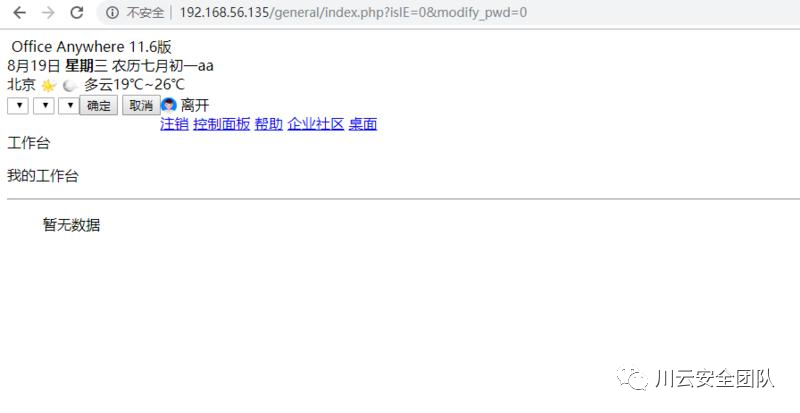 不安全 | 192.168.56.135/general/index.php?isIE=0&modify_pwd=0
Office Anywhere 11.6版
8月19日 星期三 农历七月初一aa
北京 多云19℃~26℃
确定 取消 离开
注销 控制面板 帮助 企业社区 桌面
工作台
我的工作台
暂无数据
川云安全团队